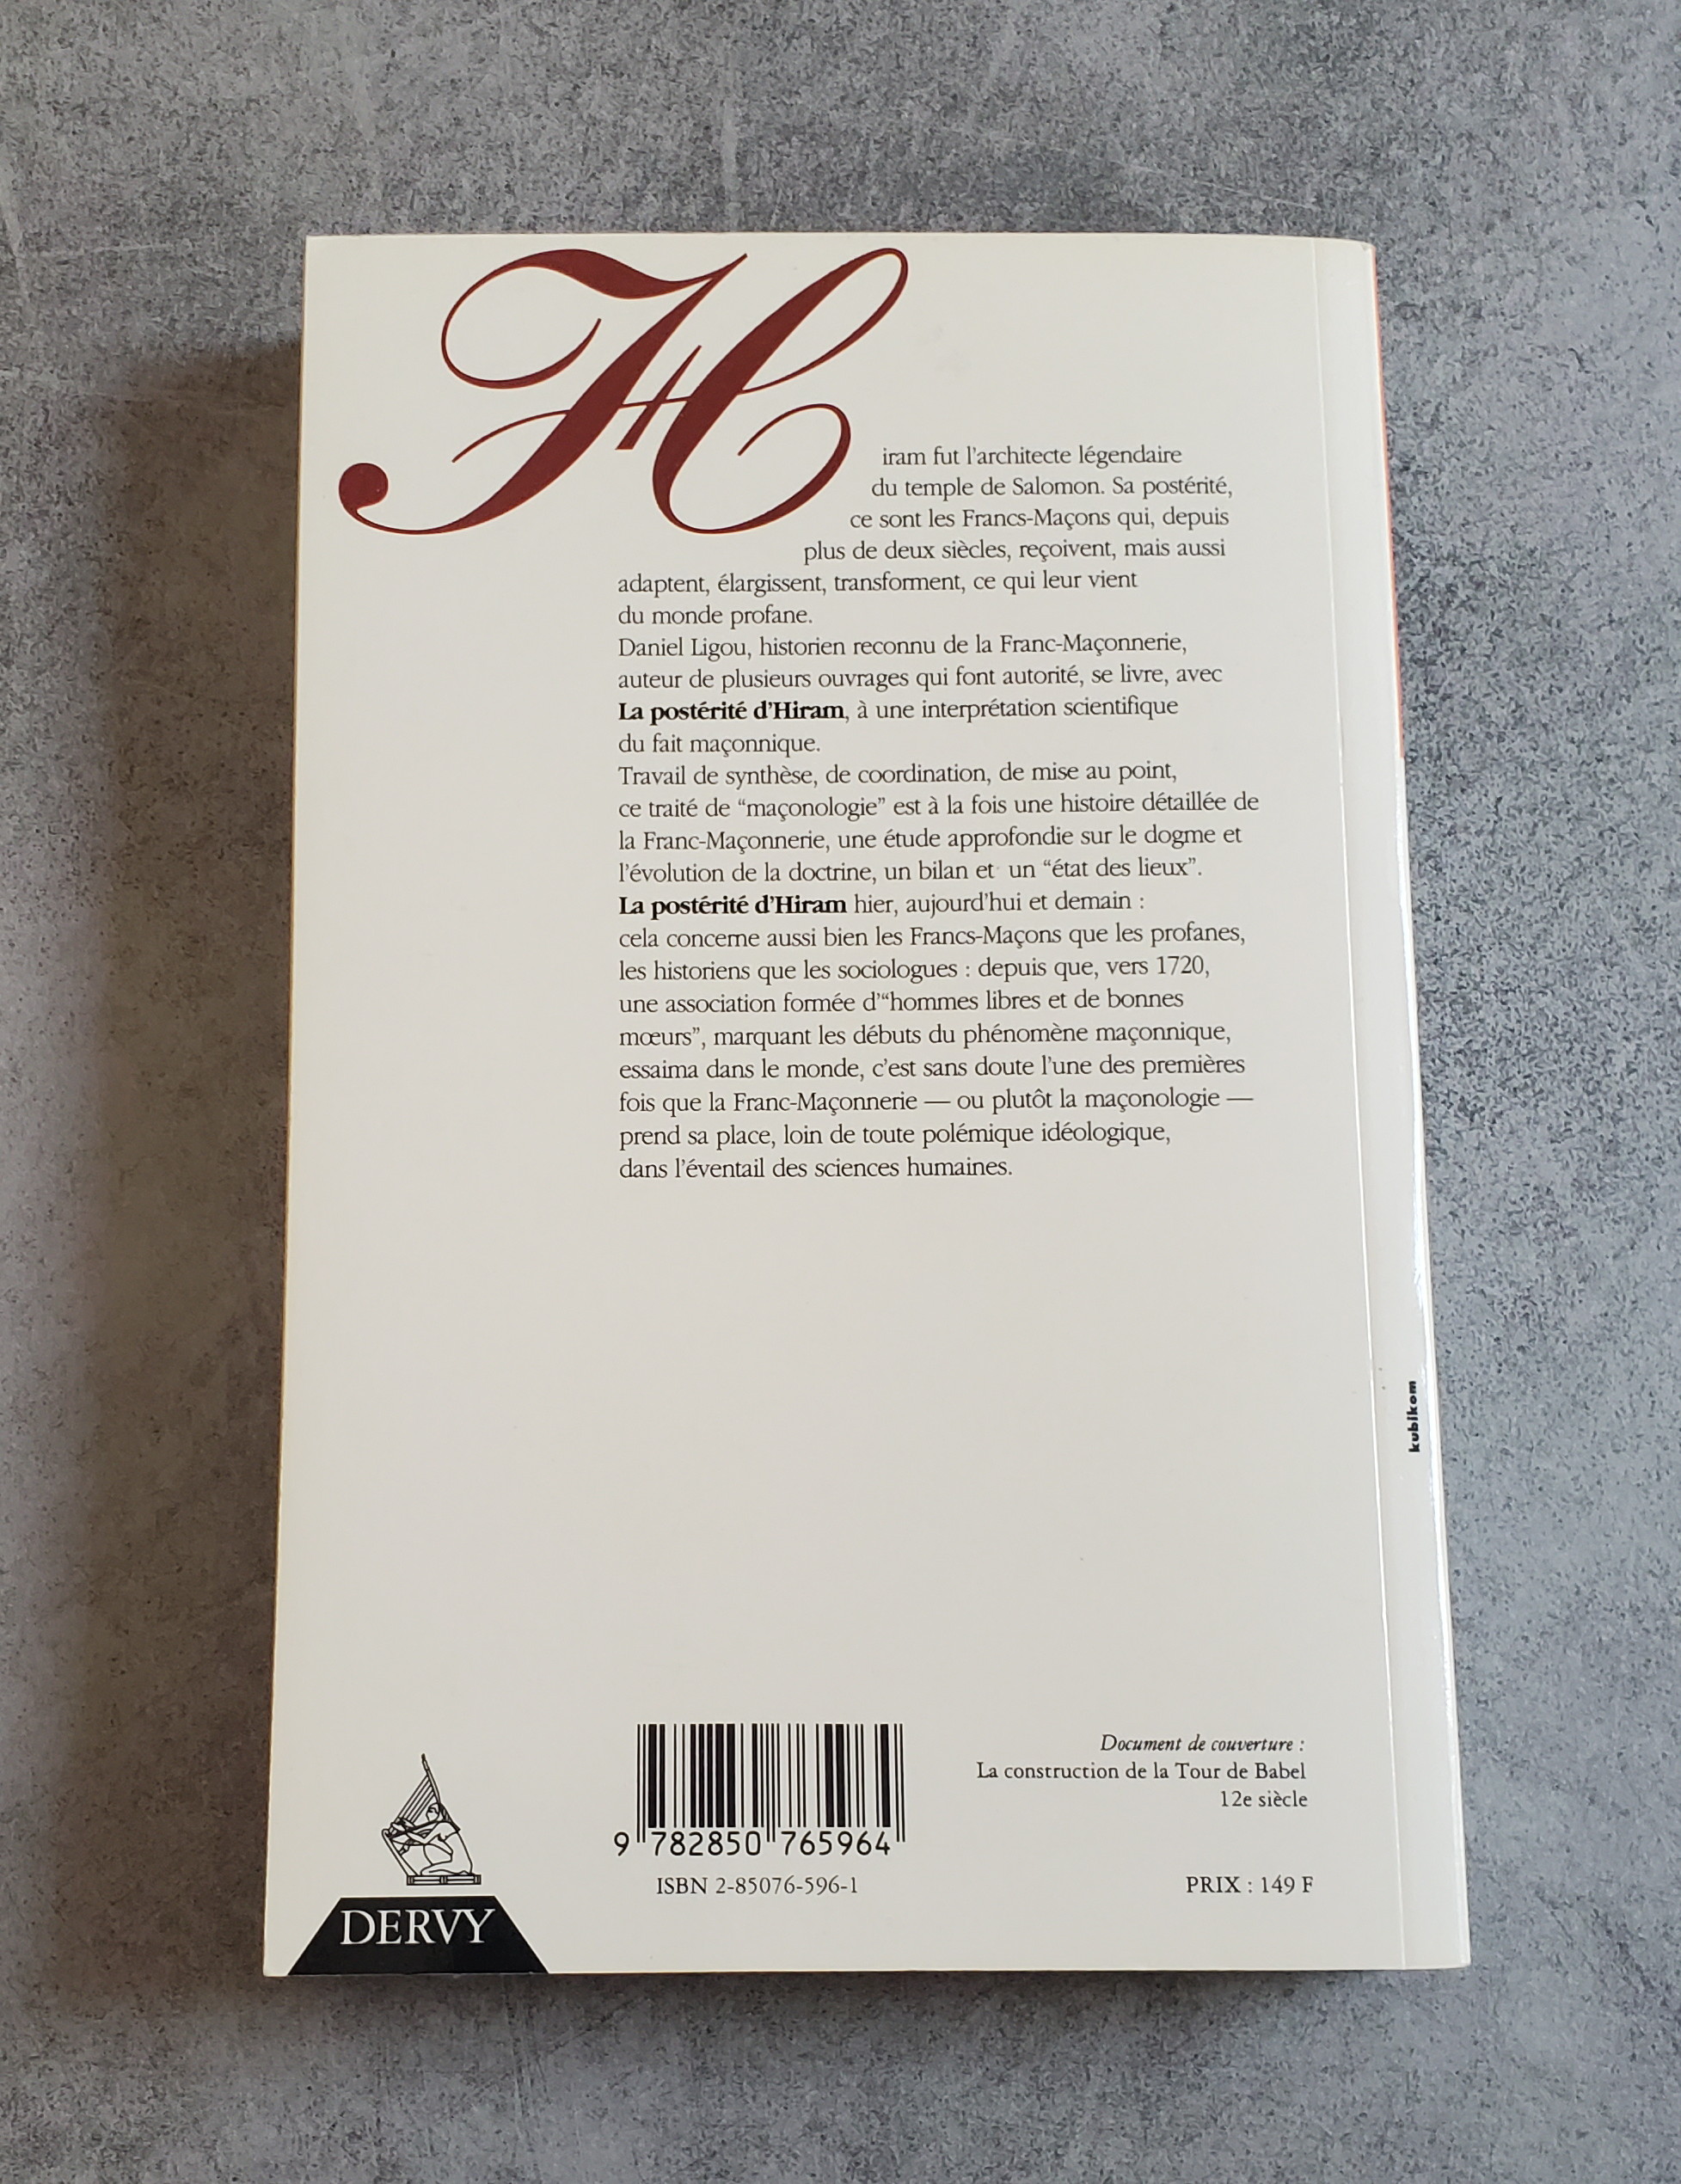 Hiram fut l'architecte légendaire
du temple de Salomon. Sa postérité,
ce sont les Francs-Maçons qui, depuis
plus de deux siècles, reçoivent, mais aussi
adaptent, élargissent, transforment, ce qui leur vient
du monde profane.
Daniel Ligou, historien reconnu de la Franc-Maçonnerie,
auteur de plusieurs ouvrages qui font autorité, se livre, avec
La postérité d'Hiram, à une interprétation scientifique
du fait maçonnique.
Travail de synthèse, de coordination, de mise au point,
ce traité de “maçonologie” est à la fois une histoire détaillée de
la Franc-Maçonnerie, une étude approfondie sur le dogme et
l'évolution de la doctrine, un bilan et un “état des lieux”.
La postérité d'Hiram hier, aujourd'hui et demain :
cela concerne aussi bien les Francs-Maçons que les profanes,
les historiens que les sociologues : depuis que, vers 1720,
une association formée d'“hommes libres et de bonnes
mœurs”, marquant les débuts du phénomène maçonnique,
essaima dans le monde, c'est sans doute l'une des premières
fois que la Franc-Maçonnerie — ou plutôt la maçonologie —
prend sa place, loin de toute polémique idéologique,
dans l'éventail des sciences humaines.
kubikom
Document de couverture :
La construction de la Tour de Babel
12e siècle
9 782850 765964
ISBN 2-85076-596-1
PRIX : 149 F
DERVY